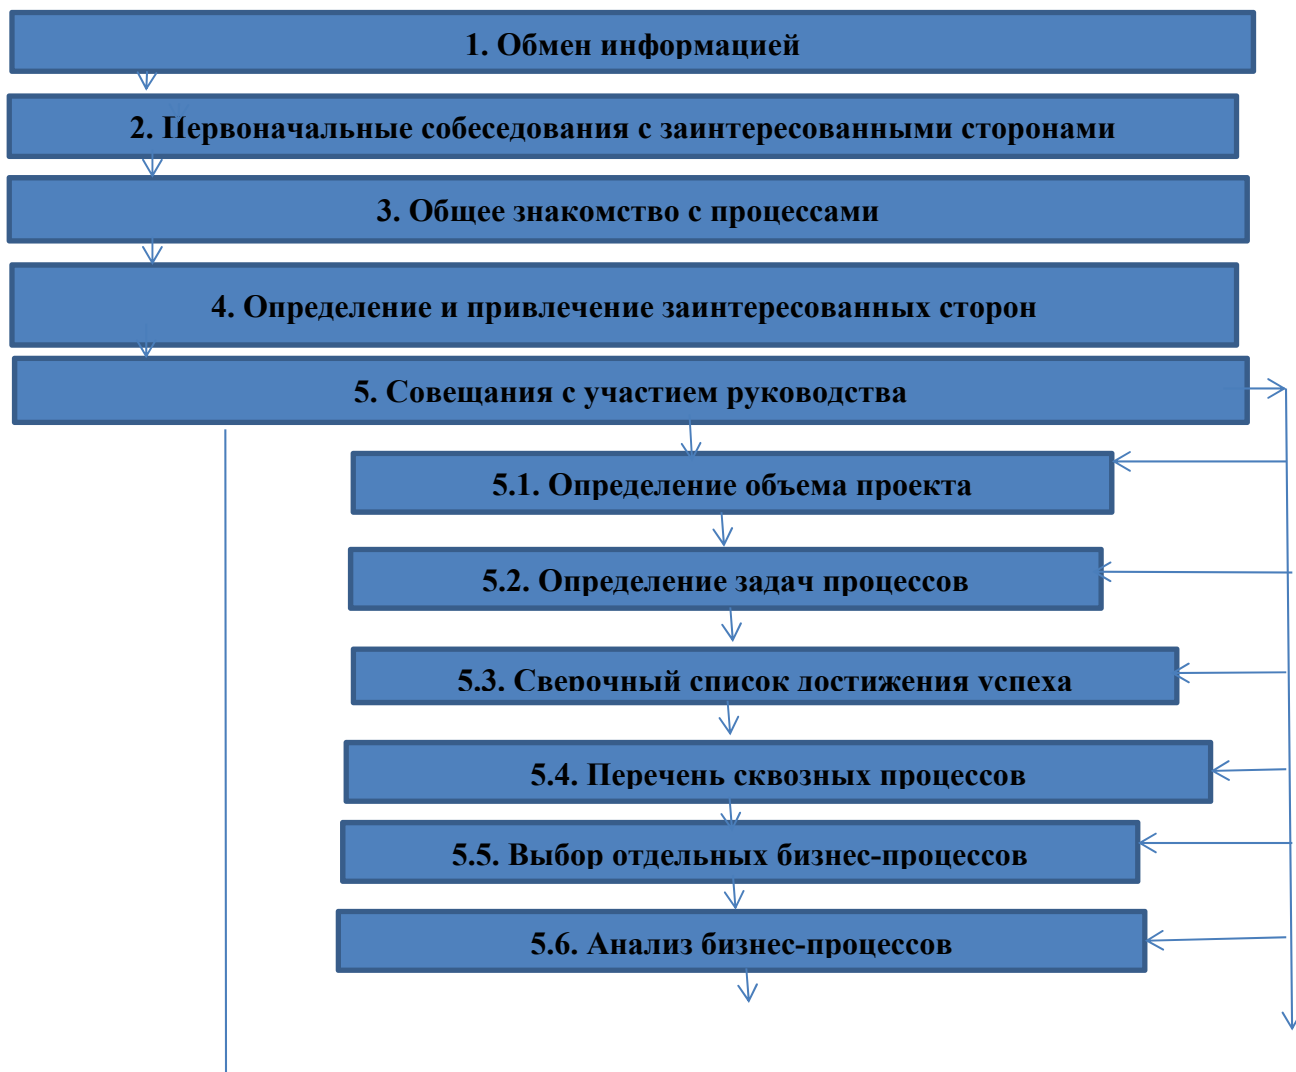 1. Обмен информацией
2. Первоначальные собеседования с заинтересованными сторонами
3. Общее знакомство с процессами
4. Определение и привлечение заинтересованных сторон
5. Совещания с участием руководства
5.1. Определение объема проекта
5.2. Определение задач процессов
5.3. Сверочный список достижения успеха
5.4. Перечень сквозных процессов
5.5. Выбор отдельных бизнес-процессов
5.6. Анализ бизнес-процессов